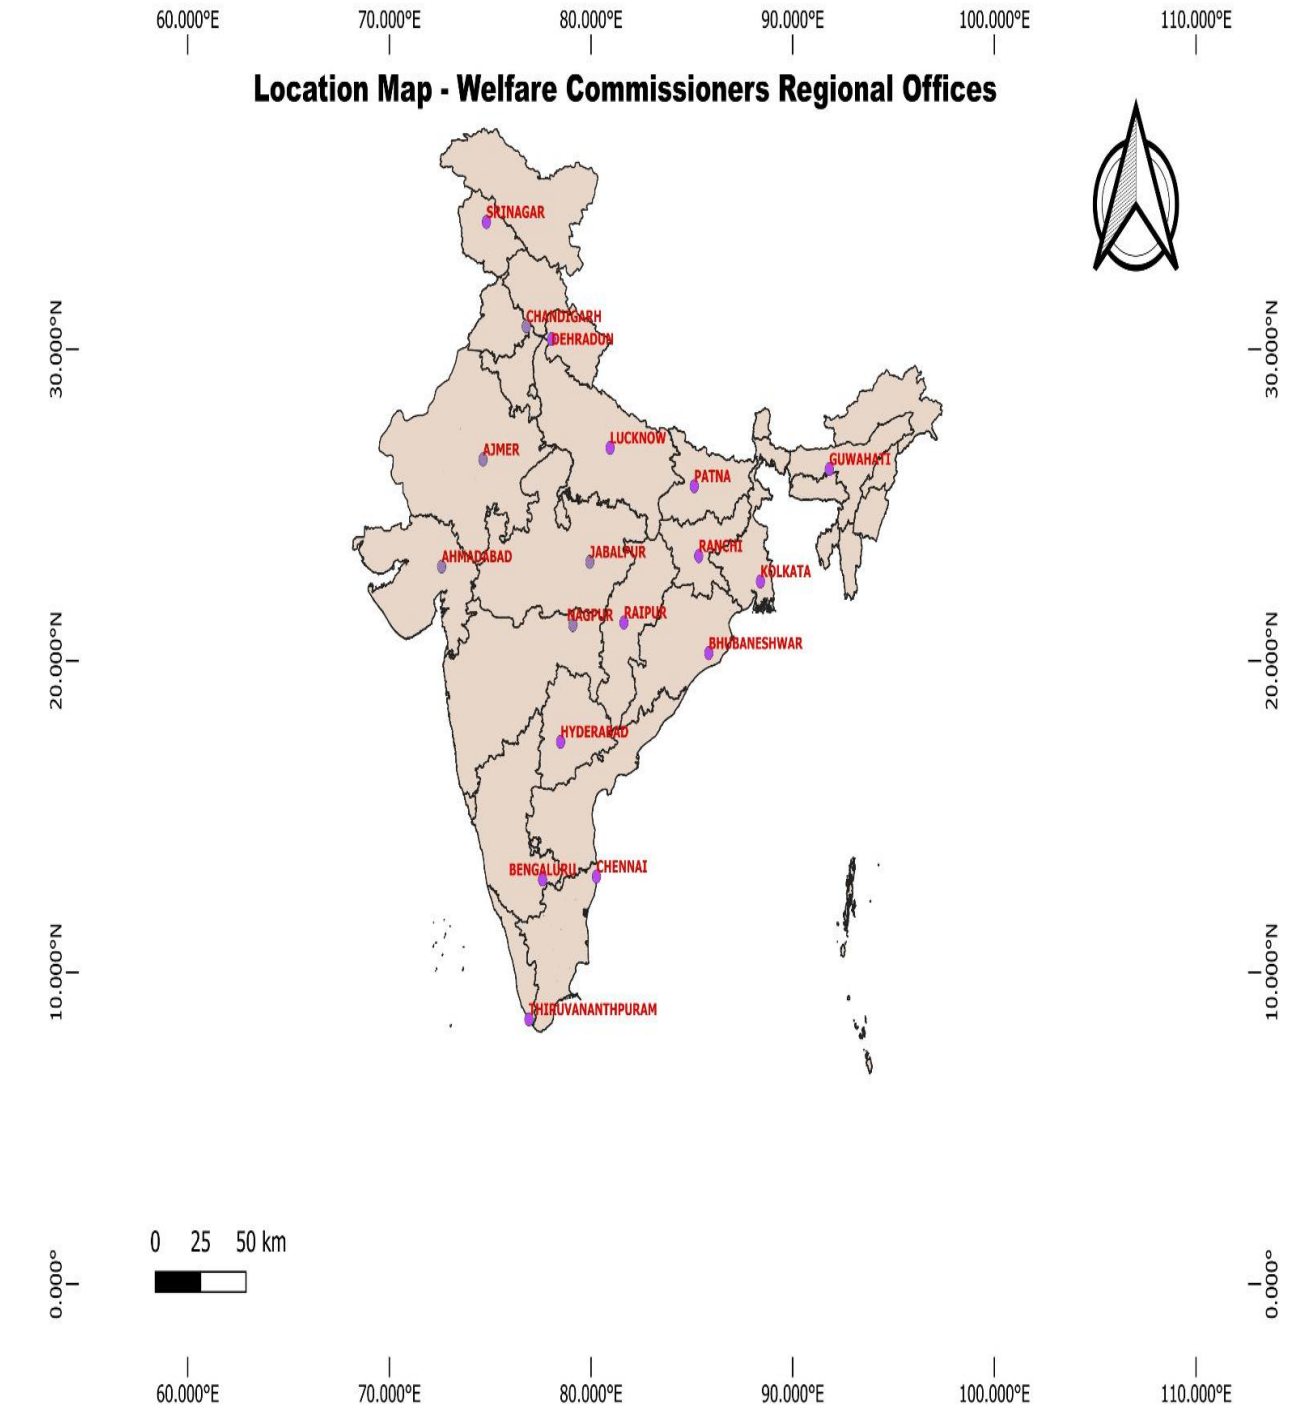 60.000°E 70.000°E 80.000°E 90.000°E 100.000°E 110.000°E
Location Map - Welfare Commissioners Regional Offices
SRINAGAR
30.000°N 30.000°N
CHANDIGARH
DEHRADUN
LUCKNOW
AJMER
GUWAHATI
PATNA
RANCHI
JABALPUR
AHMADABAD
KOLKATA
20.000°N 20.000°N
NAGPUR RAIPUR
BHUBANESHWAR
HYDERABAD
BENGALURU CHENNAI
10.000°N 10.000°N
THIRUVANANTHPURAM
0 25 50 km
0.000° 0.000°
60.000°E 70.000°E 80.000°E 90.000°E 100.000°E 110.000°E